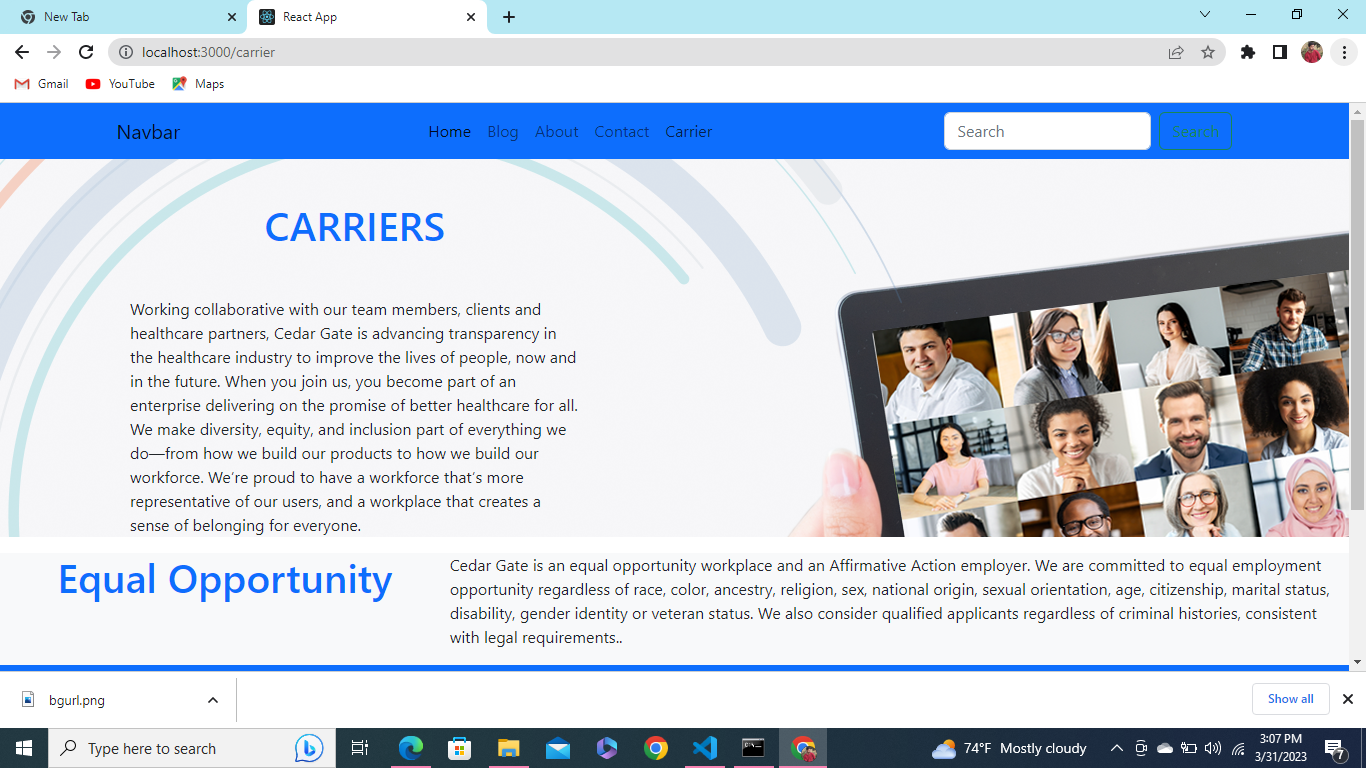 New Tab
React App
localhost:3000/carrier
Gmail
YouTube
Maps
Navbar
Home
Blog
About
Contact
Carrier
Search
Search
CARRIERS
Working collaborative with our team members, clients and
healthcare partners, Cedar Gate is advancing transparency in
the healthcare industry to improve the lives of people, now and
in the future. When you join us, you become part of an
enterprise delivering on the promise of better healthcare for all.
We make diversity, equity, and inclusion part of everything we
do—from how we build our products to how we build our
workforce. We’re proud to have a workforce that’s more
representative of our users, and a workplace that creates a
sense of belonging for everyone.
Equal Opportunity
Cedar Gate is an equal opportunity workplace and an Affirmative Action employer. We are committed to equal employment
opportunity regardless of race, color, ancestry, religion, sex, national origin, sexual orientation, age, citizenship, marital status,
disability, gender identity or veteran status. We also consider qualified applicants regardless of criminal histories, consistent
with legal requirements..
bgurl.png
Show all
Type here to search
74°F Mostly cloudy
3:07 PM
3/31/2023
7